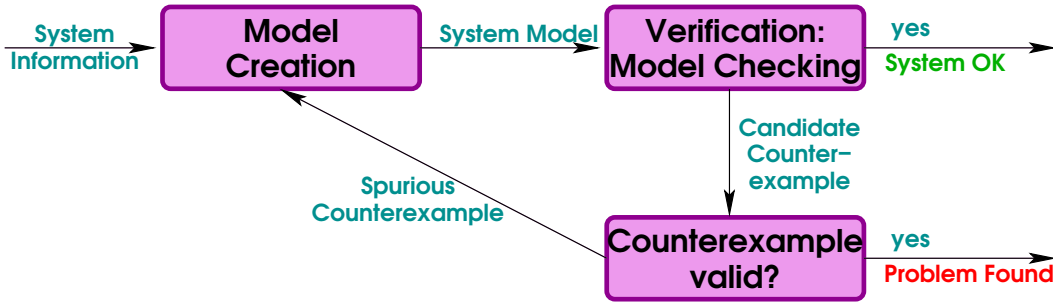 System
Information
Model
Creation
System Model
Verification:
Model Checking
yes
System OK
Candidate
Counter–
example
Spurious
Counterexample
Counterexample
valid?
yes
Problem Found